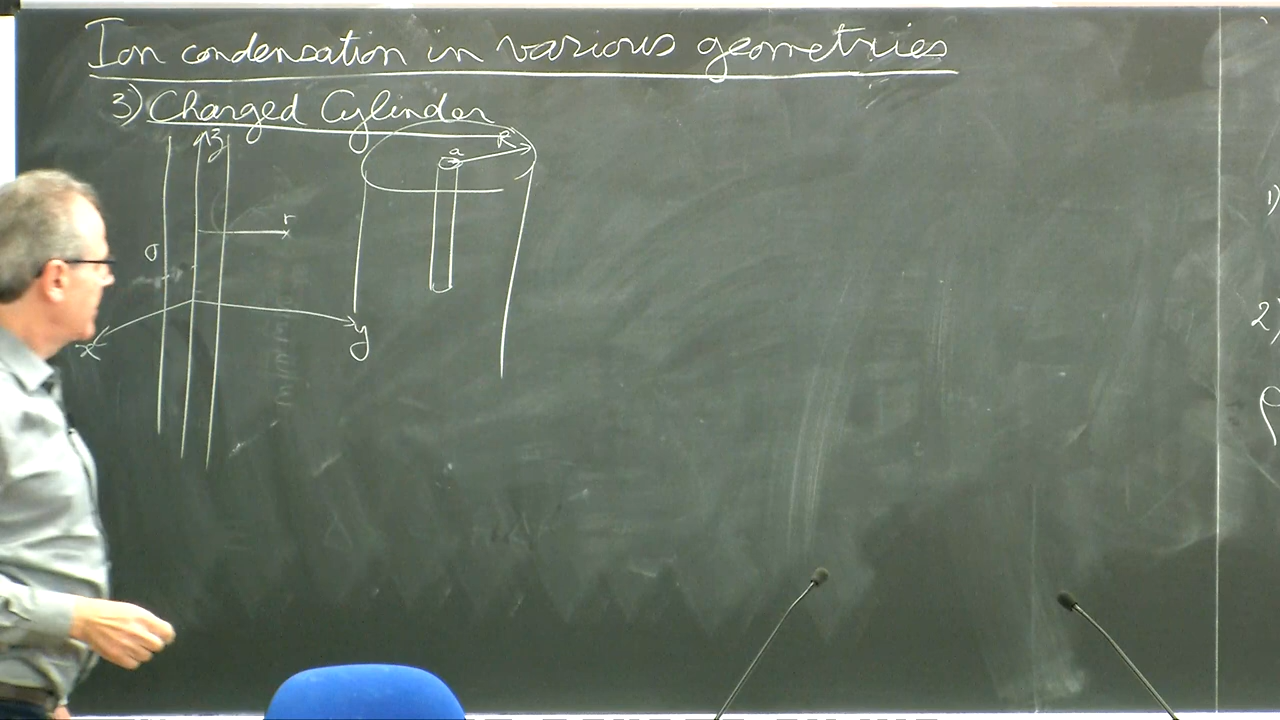 Ion condensation in various geometries
3) Charged Cylinder
z
a
R
r
σ
x
y
1)
2)
ρ